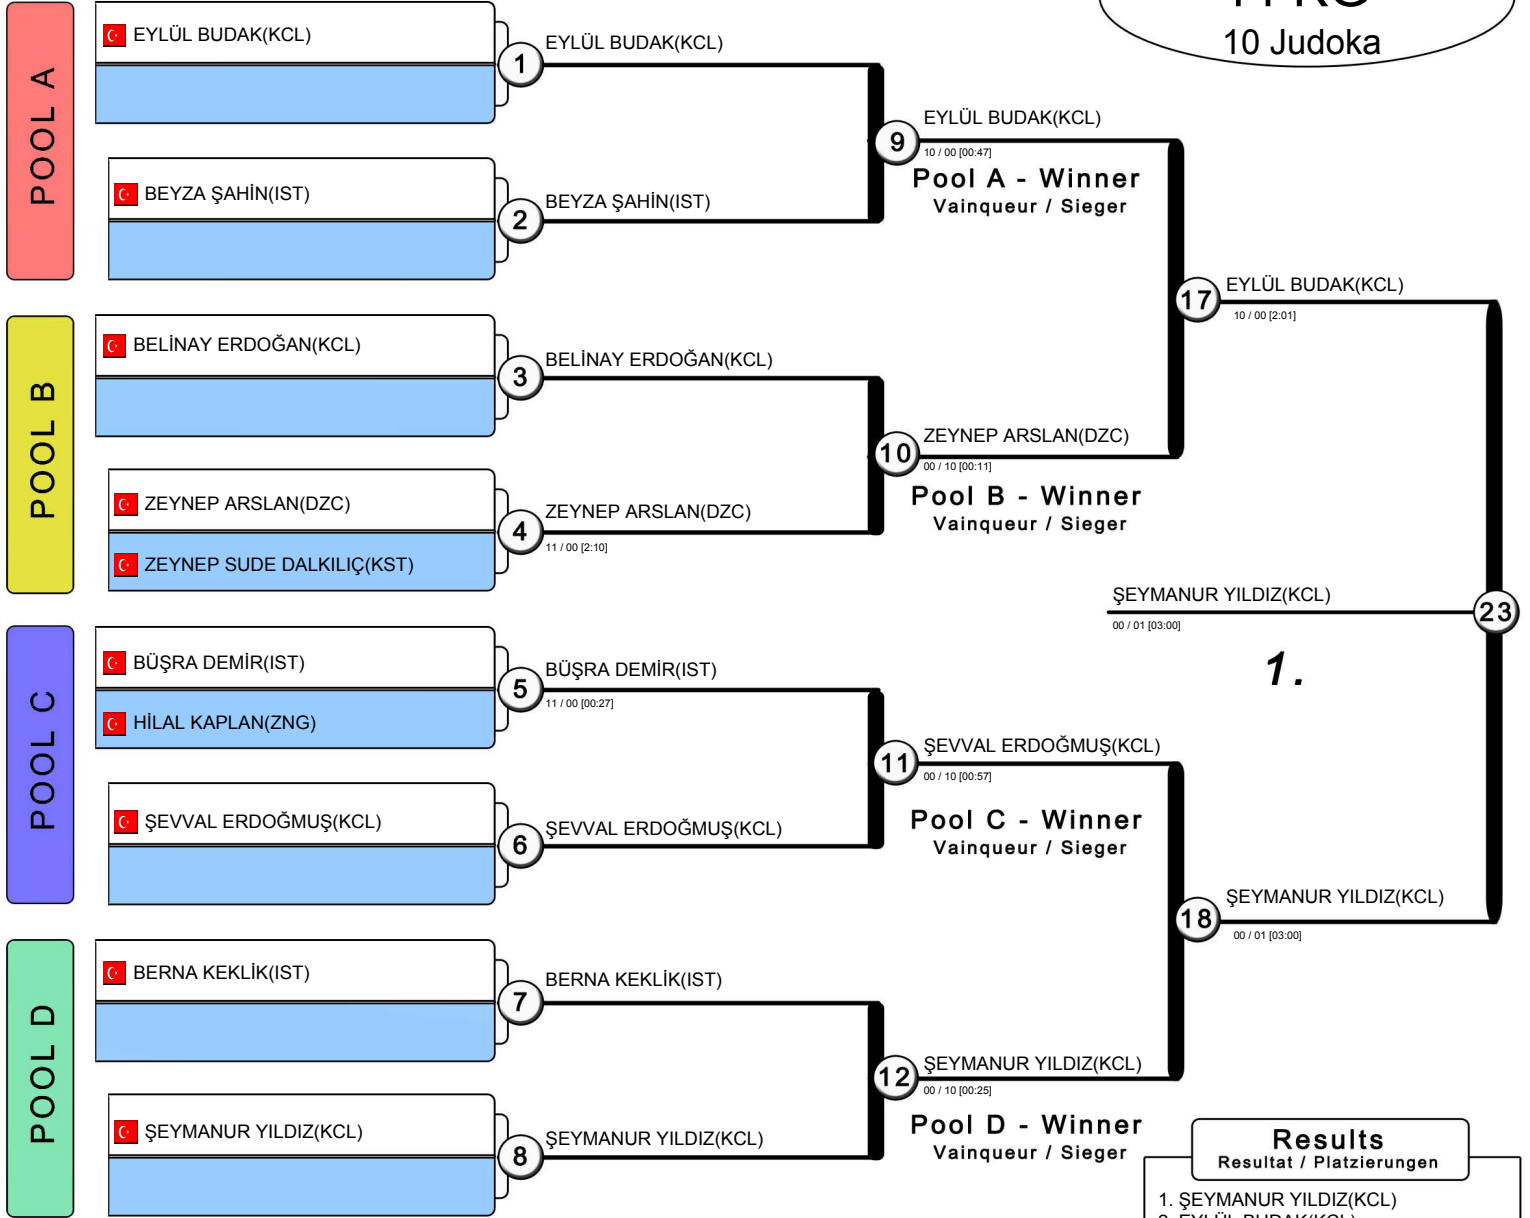 10 Judoka
POOL A
EYLÜL BUDAK(KCL)
BEYZA ŞAHİN(IST)
1
EYLÜL BUDAK(KCL)
2
BEYZA ŞAHİN(IST)
9
EYLÜL BUDAK(KCL)
10 / 00 [00:47]
Pool A - Winner
Vainqueur / Sieger
POOL B
BELİNAY ERDOĞAN(KCL)
ZEYNEP ARSLAN(DZC)
ZEYNEP SUDE DALKILIÇ(KST)
3
BELİNAY ERDOĞAN(KCL)
4
ZEYNEP ARSLAN(DZC)
11 / 00 [2:10]
10
ZEYNEP ARSLAN(DZC)
00 / 10 [00:11]
Pool B - Winner
Vainqueur / Sieger
17
EYLÜL BUDAK(KCL)
10 / 00 [2:01]
POOL C
BÜŞRA DEMİR(IST)
HİLAL KAPLAN(ZNG)
ŞEVVAL ERDOĞMUŞ(KCL)
5
BÜŞRA DEMİR(IST)
11 / 00 [00:27]
6
ŞEVVAL ERDOĞMUŞ(KCL)
11
ŞEVVAL ERDOĞMUŞ(KCL)
00 / 10 [00:57]
Pool C - Winner
Vainqueur / Sieger
POOL D
BERNA KEKLİK(IST)
ŞEYMANUR YILDIZ(KCL)
7
BERNA KEKLİK(IST)
8
ŞEYMANUR YILDIZ(KCL)
12
ŞEYMANUR YILDIZ(KCL)
00 / 10 [00:25]
Pool D - Winner
Vainqueur / Sieger
18
ŞEYMANUR YILDIZ(KCL)
00 / 01 [03:00]
23
ŞEYMANUR YILDIZ(KCL)
00 / 01 [03:00]
1.
Results
Resultat / Platzierungen
1. ŞEYMANUR YILDIZ(KCL)
2. EYLÜL BUDAK(KCL)